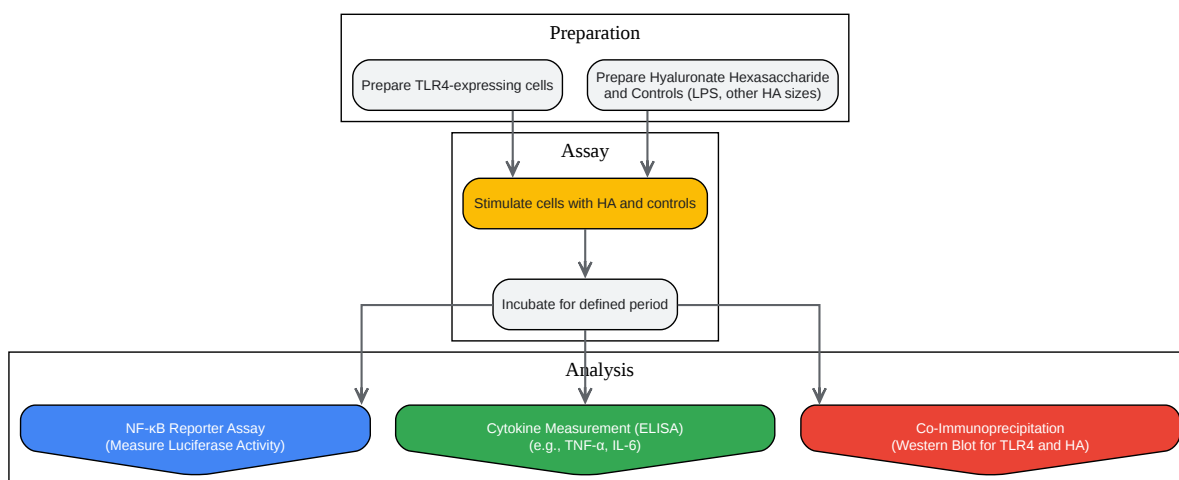 Preparation
Prepare TLR4-expressing cells
Prepare Hyaluronate Hexasaccharide
and Controls (LPS, other HA sizes)
Assay
Stimulate cells with HA and controls
Incubate for defined period
Analysis
NF-κB Reporter Assay
(Measure Luciferase Activity)
Cytokine Measurement (ELISA)
(e.g., TNF-α, IL-6)
Co-Immunoprecipitation
(Western Blot for TLR4 and HA)